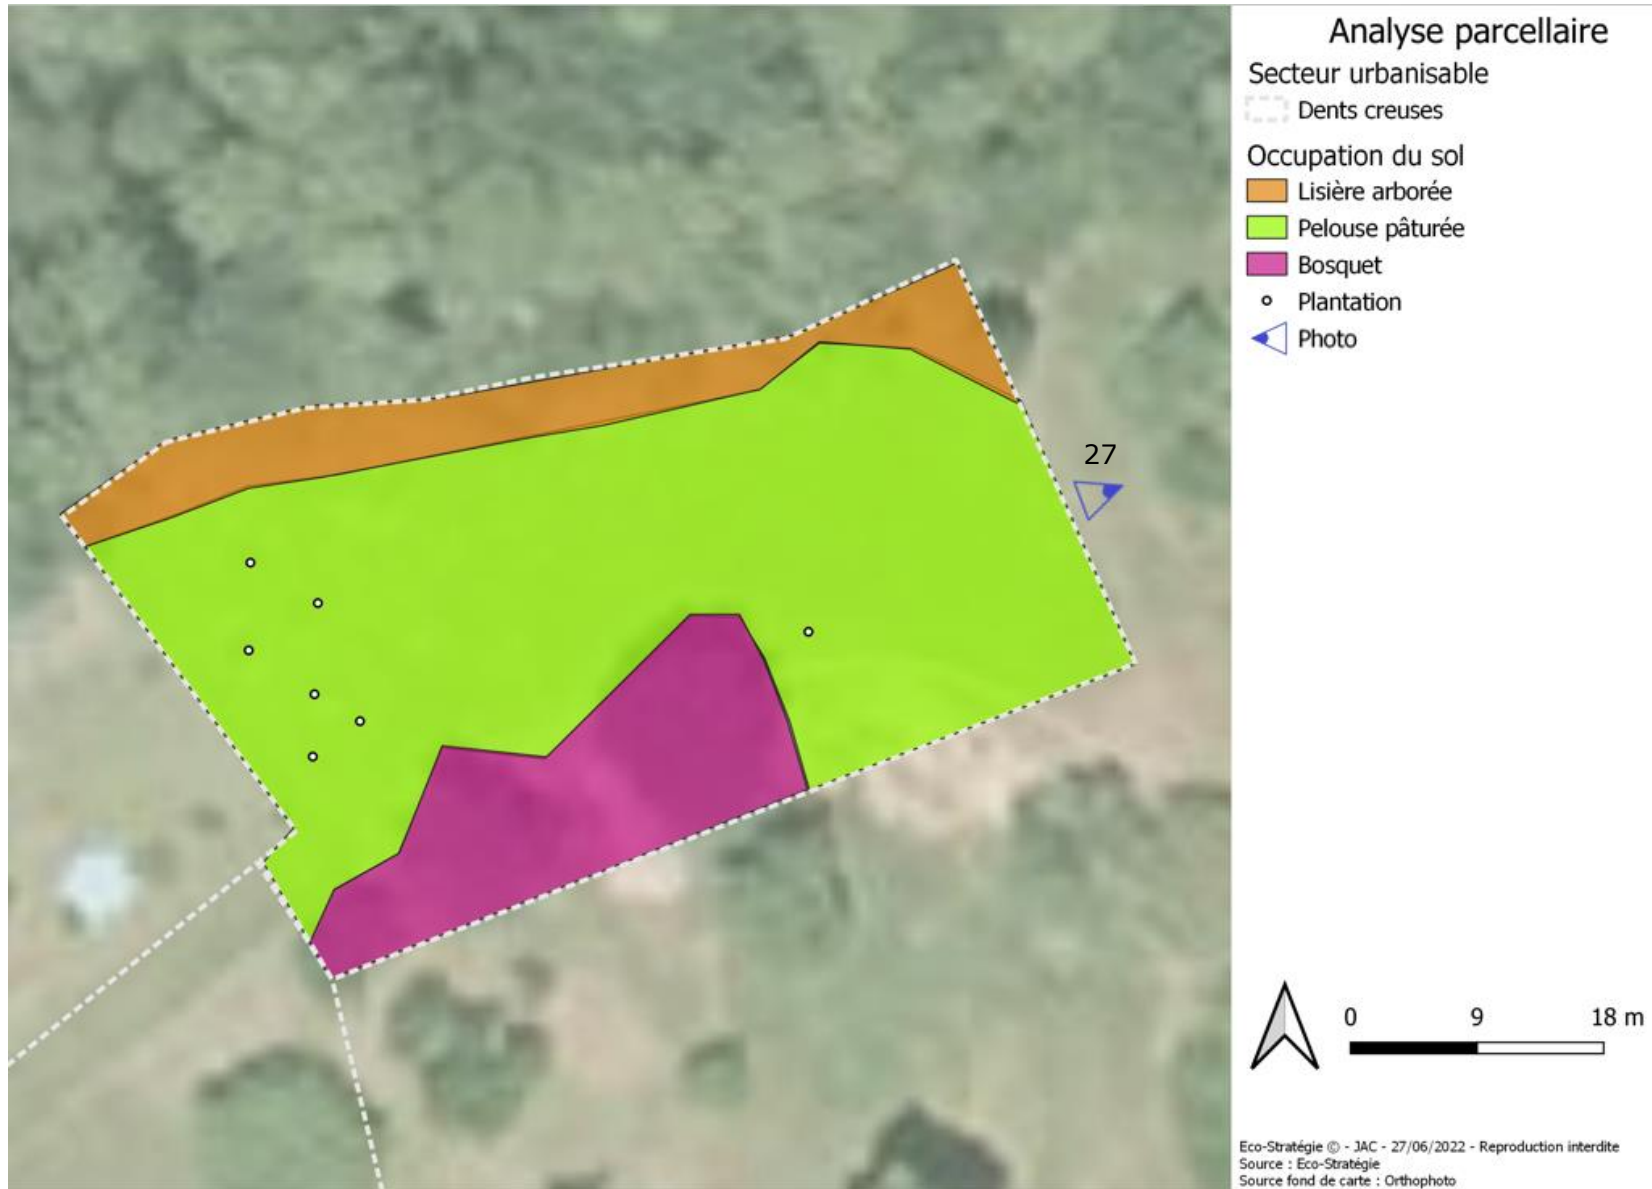 Analyse parcellaire
Secteur urbanisable
Dents creuses
Occupation du sol
Lisière arborée
Pelouse pâturée
Bosquet
Plantation
Photo
27
0 9 18 m
Eco-Stratégie © - JAC - 27/06/2022 - Reproduction interdite
Source : Eco-Stratégie
Source fond de carte : Orthophoto